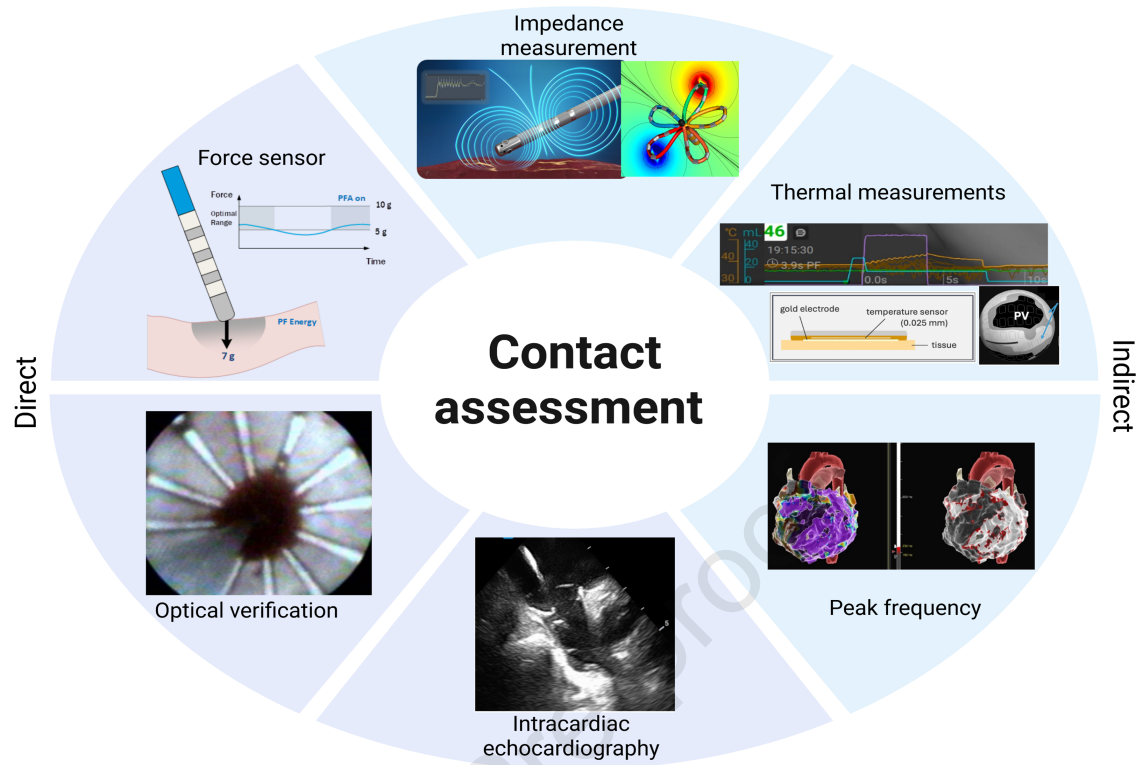 Impedance
measurement
Force sensor
Force
PFA on
10 g
Optimal
Range
5 g
Time
PF Energy
7 g
Thermal measurements
°C
mL
46
40
19:15:30
40
20
3.9s PF
30
0
0.0s
5s
10s
gold electrode
temperature sensor
(0.025 mm)
tissue
PV
Direct
Contact
assessment
Indirect
Optical verification
5
Intracardiac
echocardiography
Peak frequency